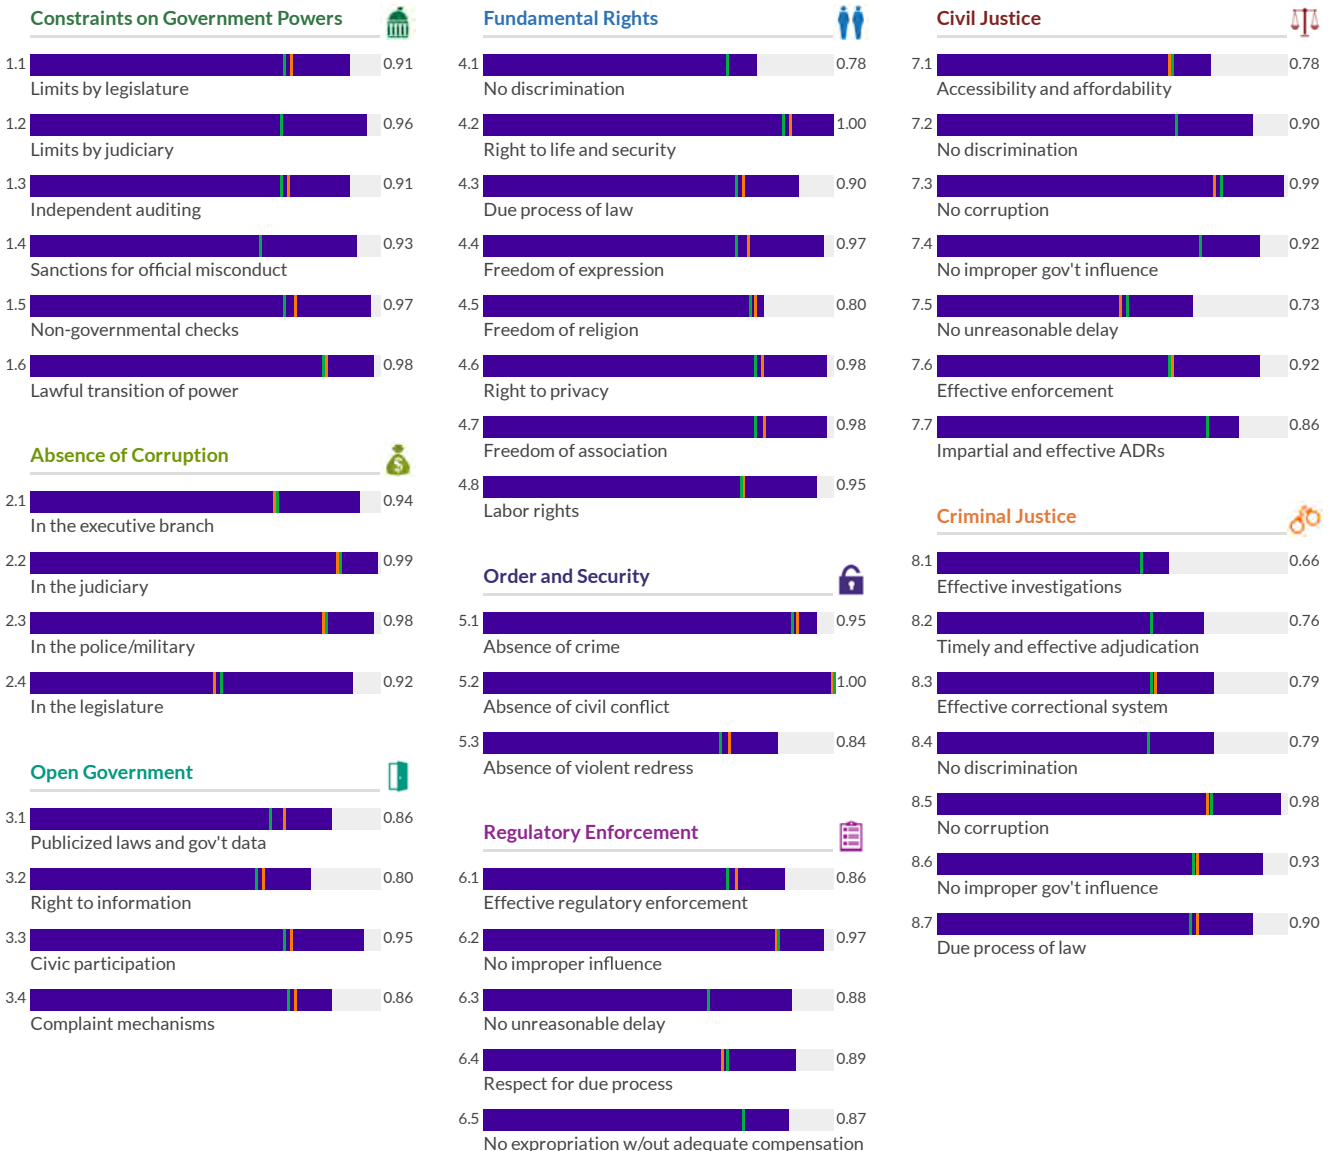 Constraints on Government Powers
1.1 0.91
Limits by legislature
1.2 0.96
Limits by judiciary
1.3 0.91
Independent auditing
1.4 0.93
Sanctions for official misconduct
1.5 0.97
Non-governmental checks
1.6 0.98
Lawful transition of power
Absence of Corruption
$
2.1 0.94
In the executive branch
2.2 0.99
In the judiciary
2.3 0.98
In the police/military
2.4 0.92
In the legislature
Open Government
3.1 0.86
Publicized laws and gov't data
3.2 0.80
Right to information
3.3 0.95
Civic participation
3.4 0.86
Complaint mechanisms
Fundamental Rights
4.1 0.78
No discrimination
4.2 1.00
Right to life and security
4.3 0.90
Due process of law
4.4 0.97
Freedom of expression
4.5 0.80
Freedom of religion
4.6 0.98
Right to privacy
4.7 0.98
Freedom of association
4.8 0.95
Labor rights
Order and Security
5.1 0.95
Absence of crime
5.2 1.00
Absence of civil conflict
5.3 0.84
Absence of violent redress
Regulatory Enforcement
6.1 0.86
Effective regulatory enforcement
6.2 0.97
No improper influence
6.3 0.88
No unreasonable delay
6.4 0.89
Respect for due process
6.5 0.87
No expropriation w/out adequate compensation
Civil Justice
7.1 0.78
Accessibility and affordability
7.2 0.90
No discrimination
7.3 0.99
No corruption
7.4 0.92
No improper gov't influence
7.5 0.73
No unreasonable delay
7.6 0.92
Effective enforcement
7.7 0.86
Impartial and effective ADRs
Criminal Justice
8.1 0.66
Effective investigations
8.2 0.76
Timely and effective adjudication
8.3 0.79
Effective correctional system
8.4 0.79
No discrimination
8.5 0.98
No corruption
8.6 0.93
No improper gov't influence
8.7 0.90
Due process of law